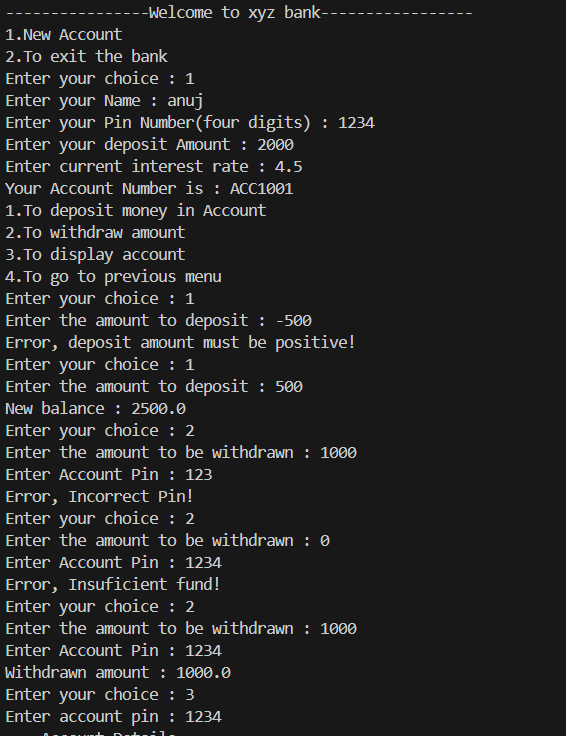 ----------------Welcome to xyz bank-----------------
1.New Account
2.To exit the bank
Enter your choice : 1
Enter your Name : anuj
Enter your Pin Number(four digits) : 1234
Enter your deposit Amount : 2000
Enter current interest rate : 4.5
Your Account Number is : ACC1001
1.To deposit money in Account
2.To withdraw amount
3.To display account
4.To go to previous menu
Enter your choice : 1
Enter the amount to deposit : -500
Error, deposit amount must be positive!
Enter your choice : 1
Enter the amount to deposit : 500
New balance : 2500.0
Enter your choice : 2
Enter the amount to be withdrawn : 1000
Enter Account Pin : 123
Error, Incorrect Pin!
Enter your choice : 2
Enter the amount to be withdrawn : 0
Enter Account Pin : 1234
Error, Insuficient fund!
Enter your choice : 2
Enter the amount to be withdrawn : 1000
Enter Account Pin : 1234
Withdrawn amount : 1000.0
Enter your choice : 3
Enter account pin : 1234
Account Details